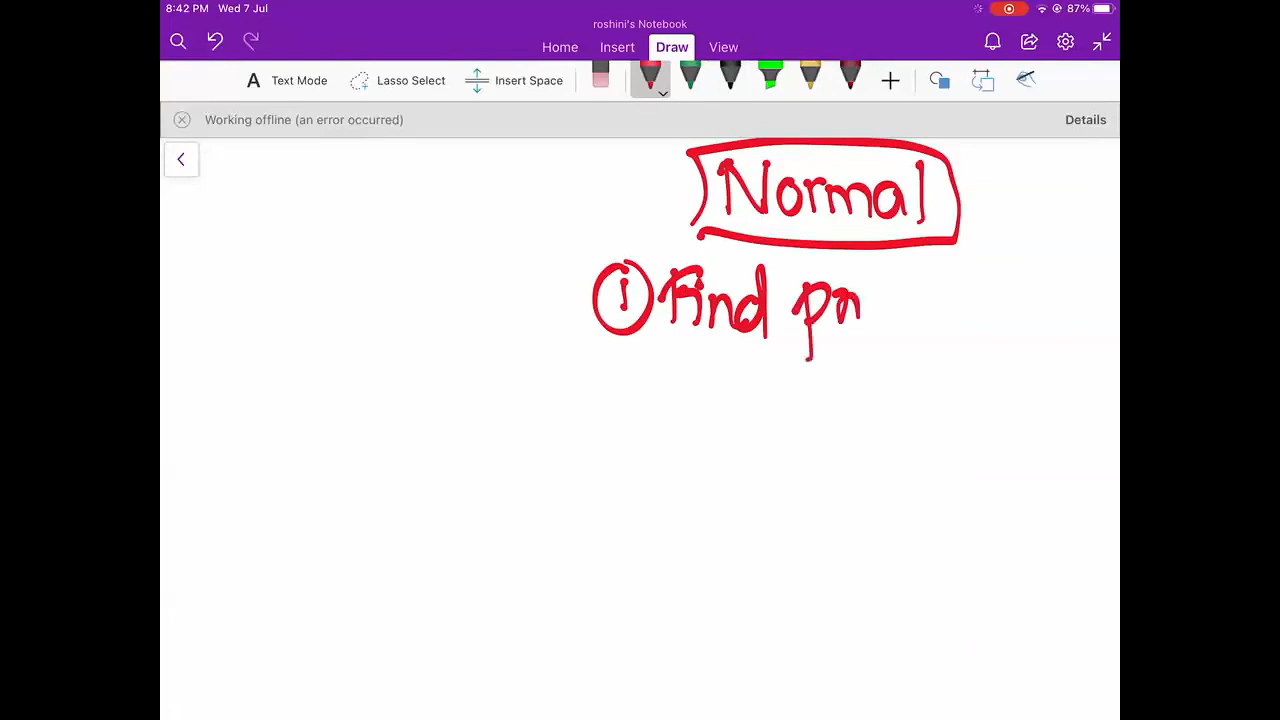 8:42 PM Wed 7 Jul 87%
roshini's Notebook
Home Insert Draw View
A Text Mode Lasso Select Insert Space
Working offline (an error occurred) Details
Normal
① Find